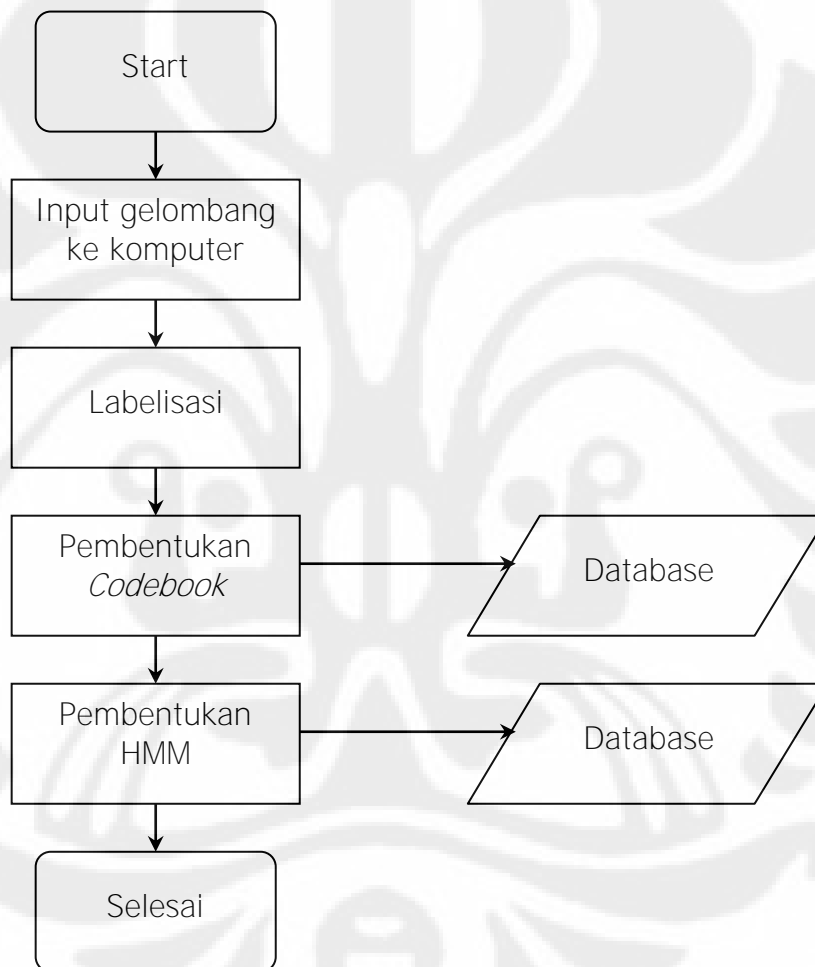 Start
Input gelombang
ke komputer
Labelisasi
Pembentukan
Codebook
Database
Pembentukan
HMM
Database
Selesai